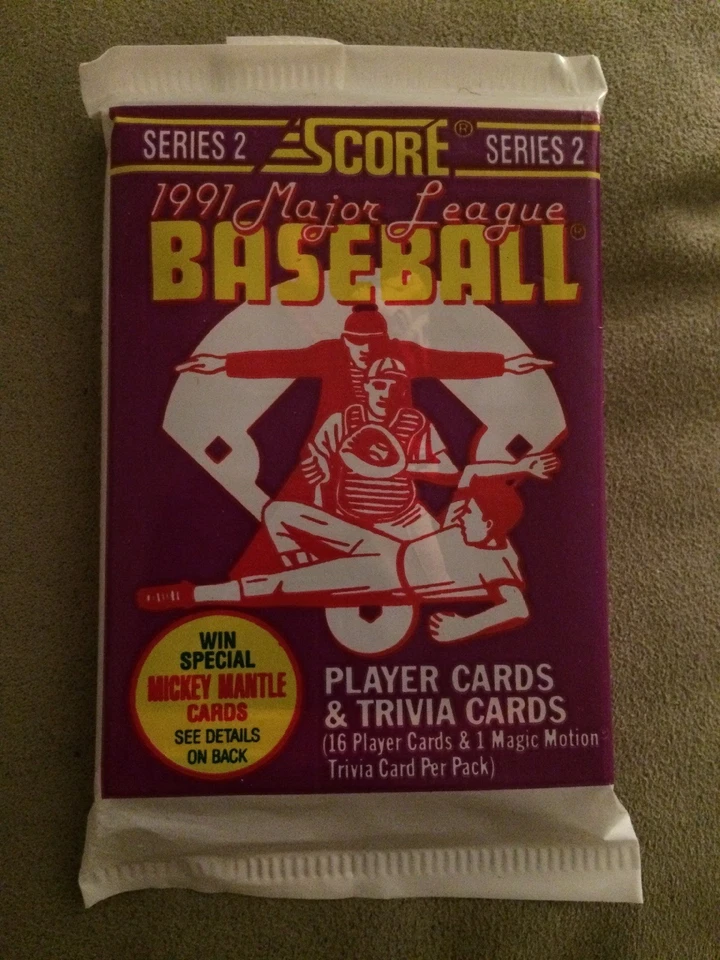 SERIES 2 SCORE® SERIES 2
1991 Major League
BASEBALL®
WIN
SPECIAL
MICKEY MANTLE
CARDS
SEE DETAILS
ON BACK
PLAYER CARDS
& TRIVIA CARDS
(16 Player Cards & 1 Magic Motion
Trivia Card Per Pack)